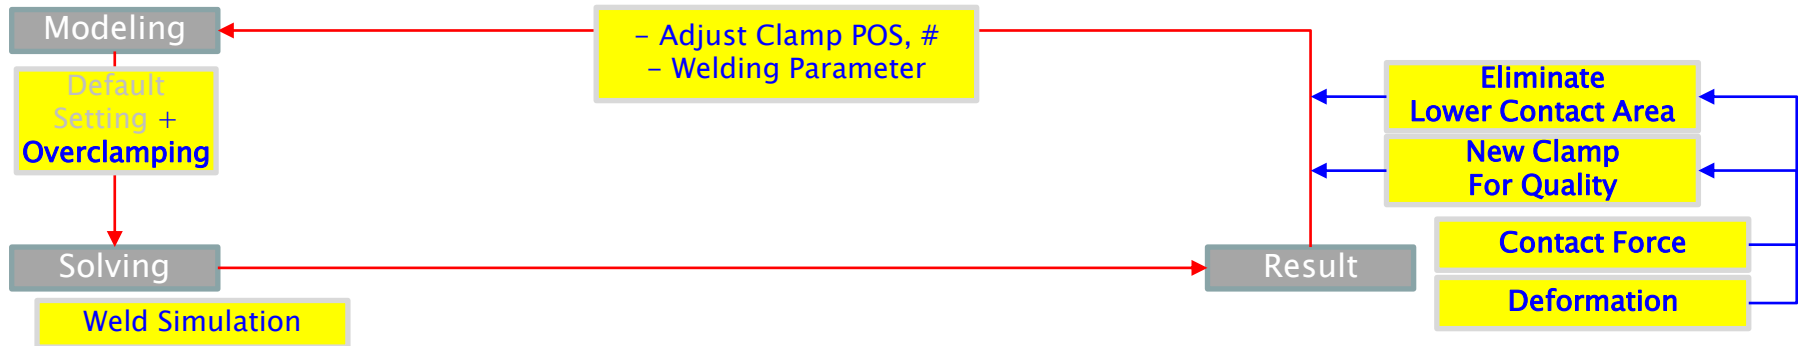 Modeling
– Adjust Clamp POS, #
– Welding Parameter
Default
Setting +
Overclamping
Eliminate
Lower Contact Area
New Clamp
For Quality
Contact Force
Deformation
Solving
Result
Weld Simulation